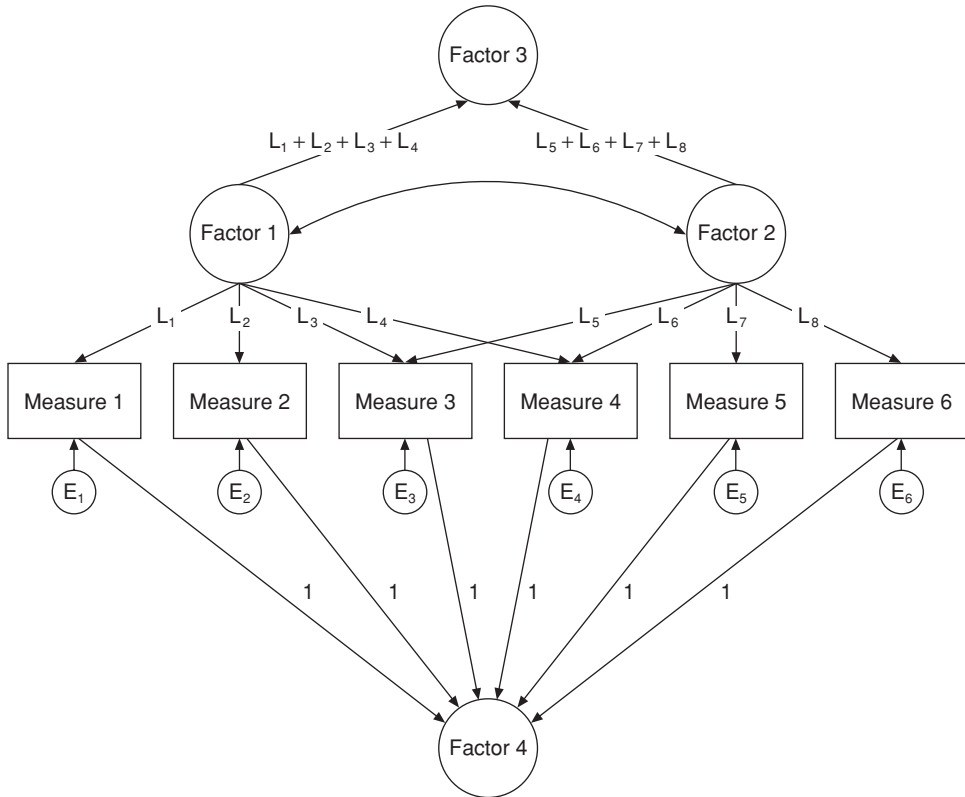 Factor 3
L₁ + L₂ + L₃ + L₄
L₅ + L₆ + L₇ + L₈
Factor 1
Factor 2
L₁
L₂
L₃
L₄
L₅
L₆
L₇
L₈
Measure 1
Measure 2
Measure 3
Measure 4
Measure 5
Measure 6
E₁
E₂
E₃
E₄
E₅
E₆
1
1
1
1
1
1
Factor 4